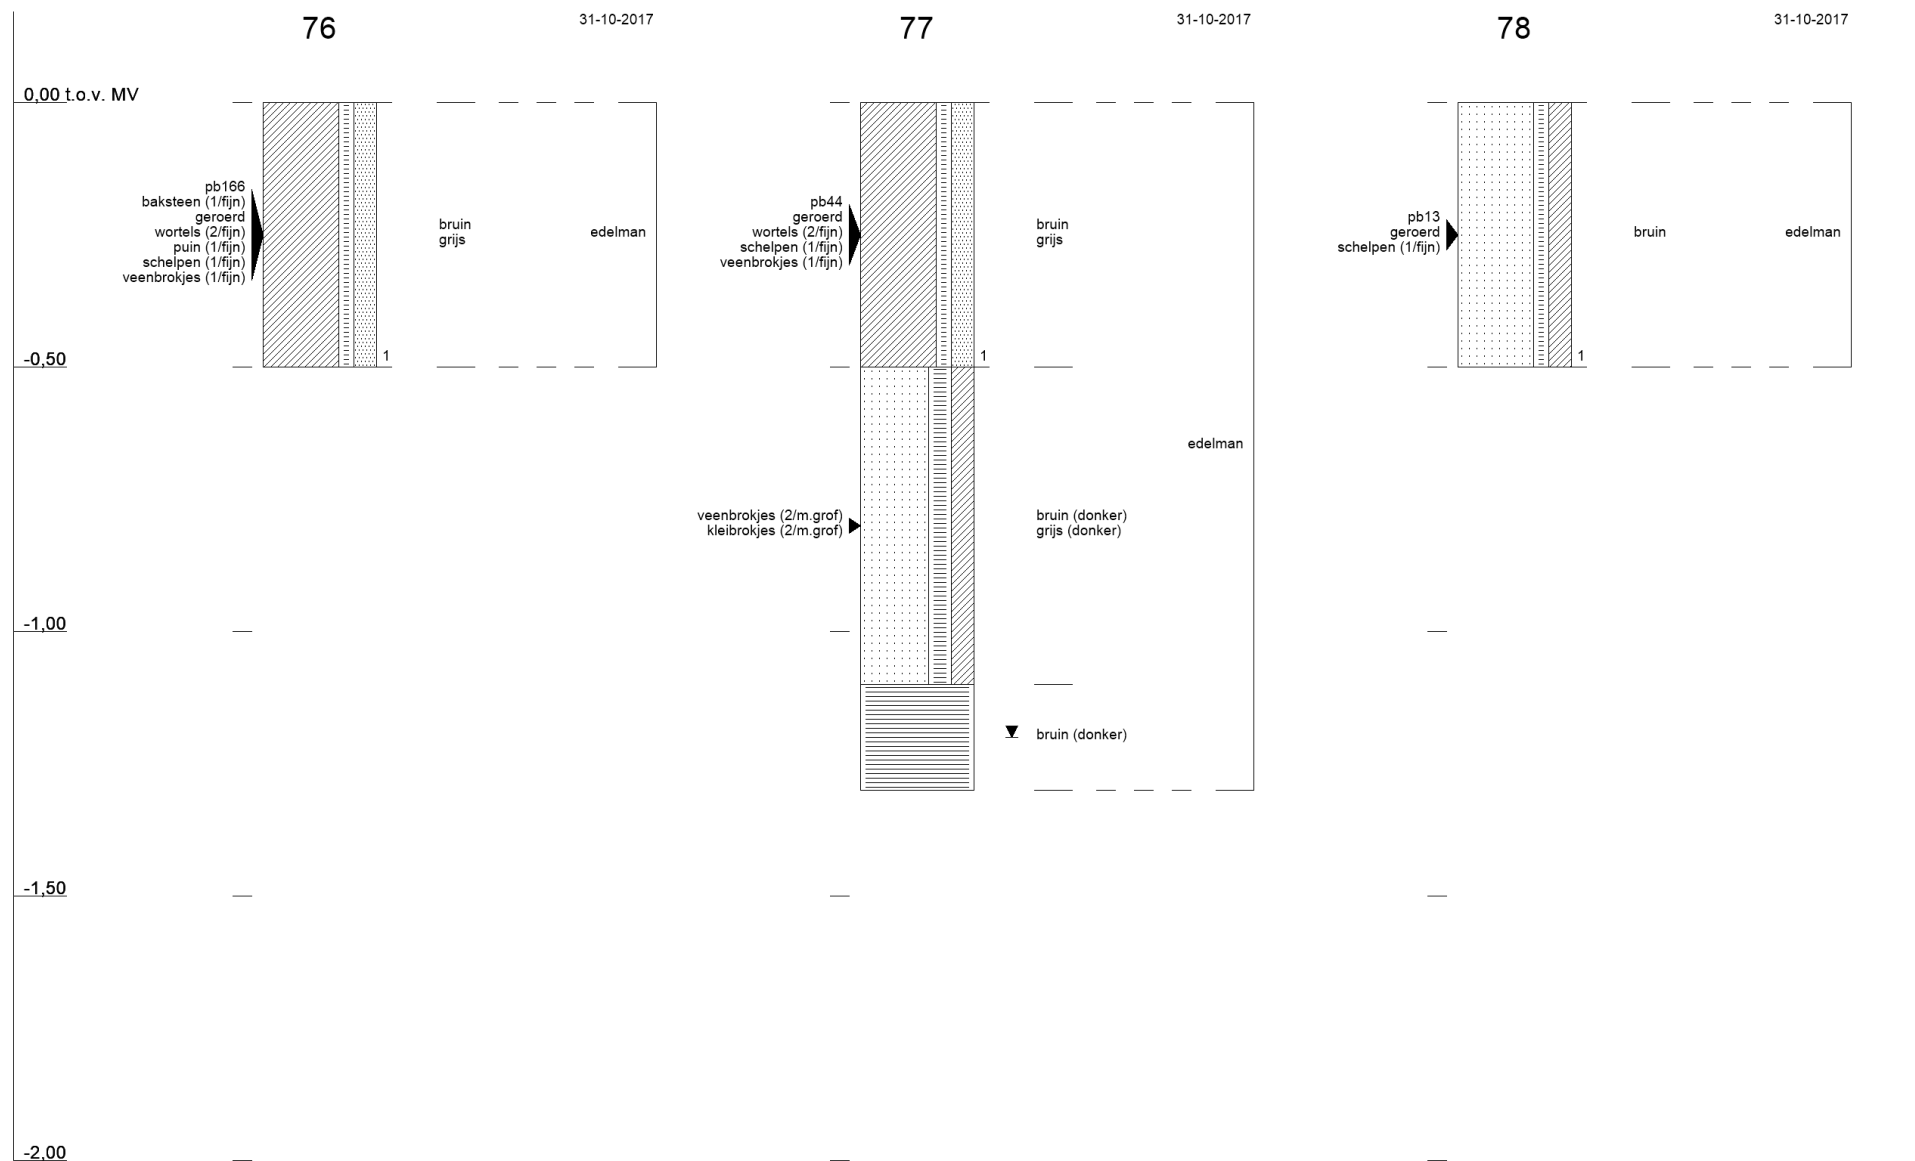 76
31-10-2017
77
31-10-2017
78
31-10-2017
0,00 t.o.v. MV
pb166
baksteen (1/fijn)
geroerd
wortels (2/fijn)
puin (1/fijn)
schelpen (1/fijn)
veenbrokjes (1/fijn)
bruin
grijs
edelman
1
pb44
geroerd
wortels (2/fijn)
schelpen (1/fijn)
veenbrokjes (1/fijn)
bruin
grijs
1
pb13
geroerd
schelpen (1/fijn)
bruin
edelman
1
-0,50
edelman
veenbrokjes (2/m.grof)
kleibrokjes (2/m.grof)
bruin (donker)
grijs (donker)
-1,00
bruin (donker)
-1,50
-2,00